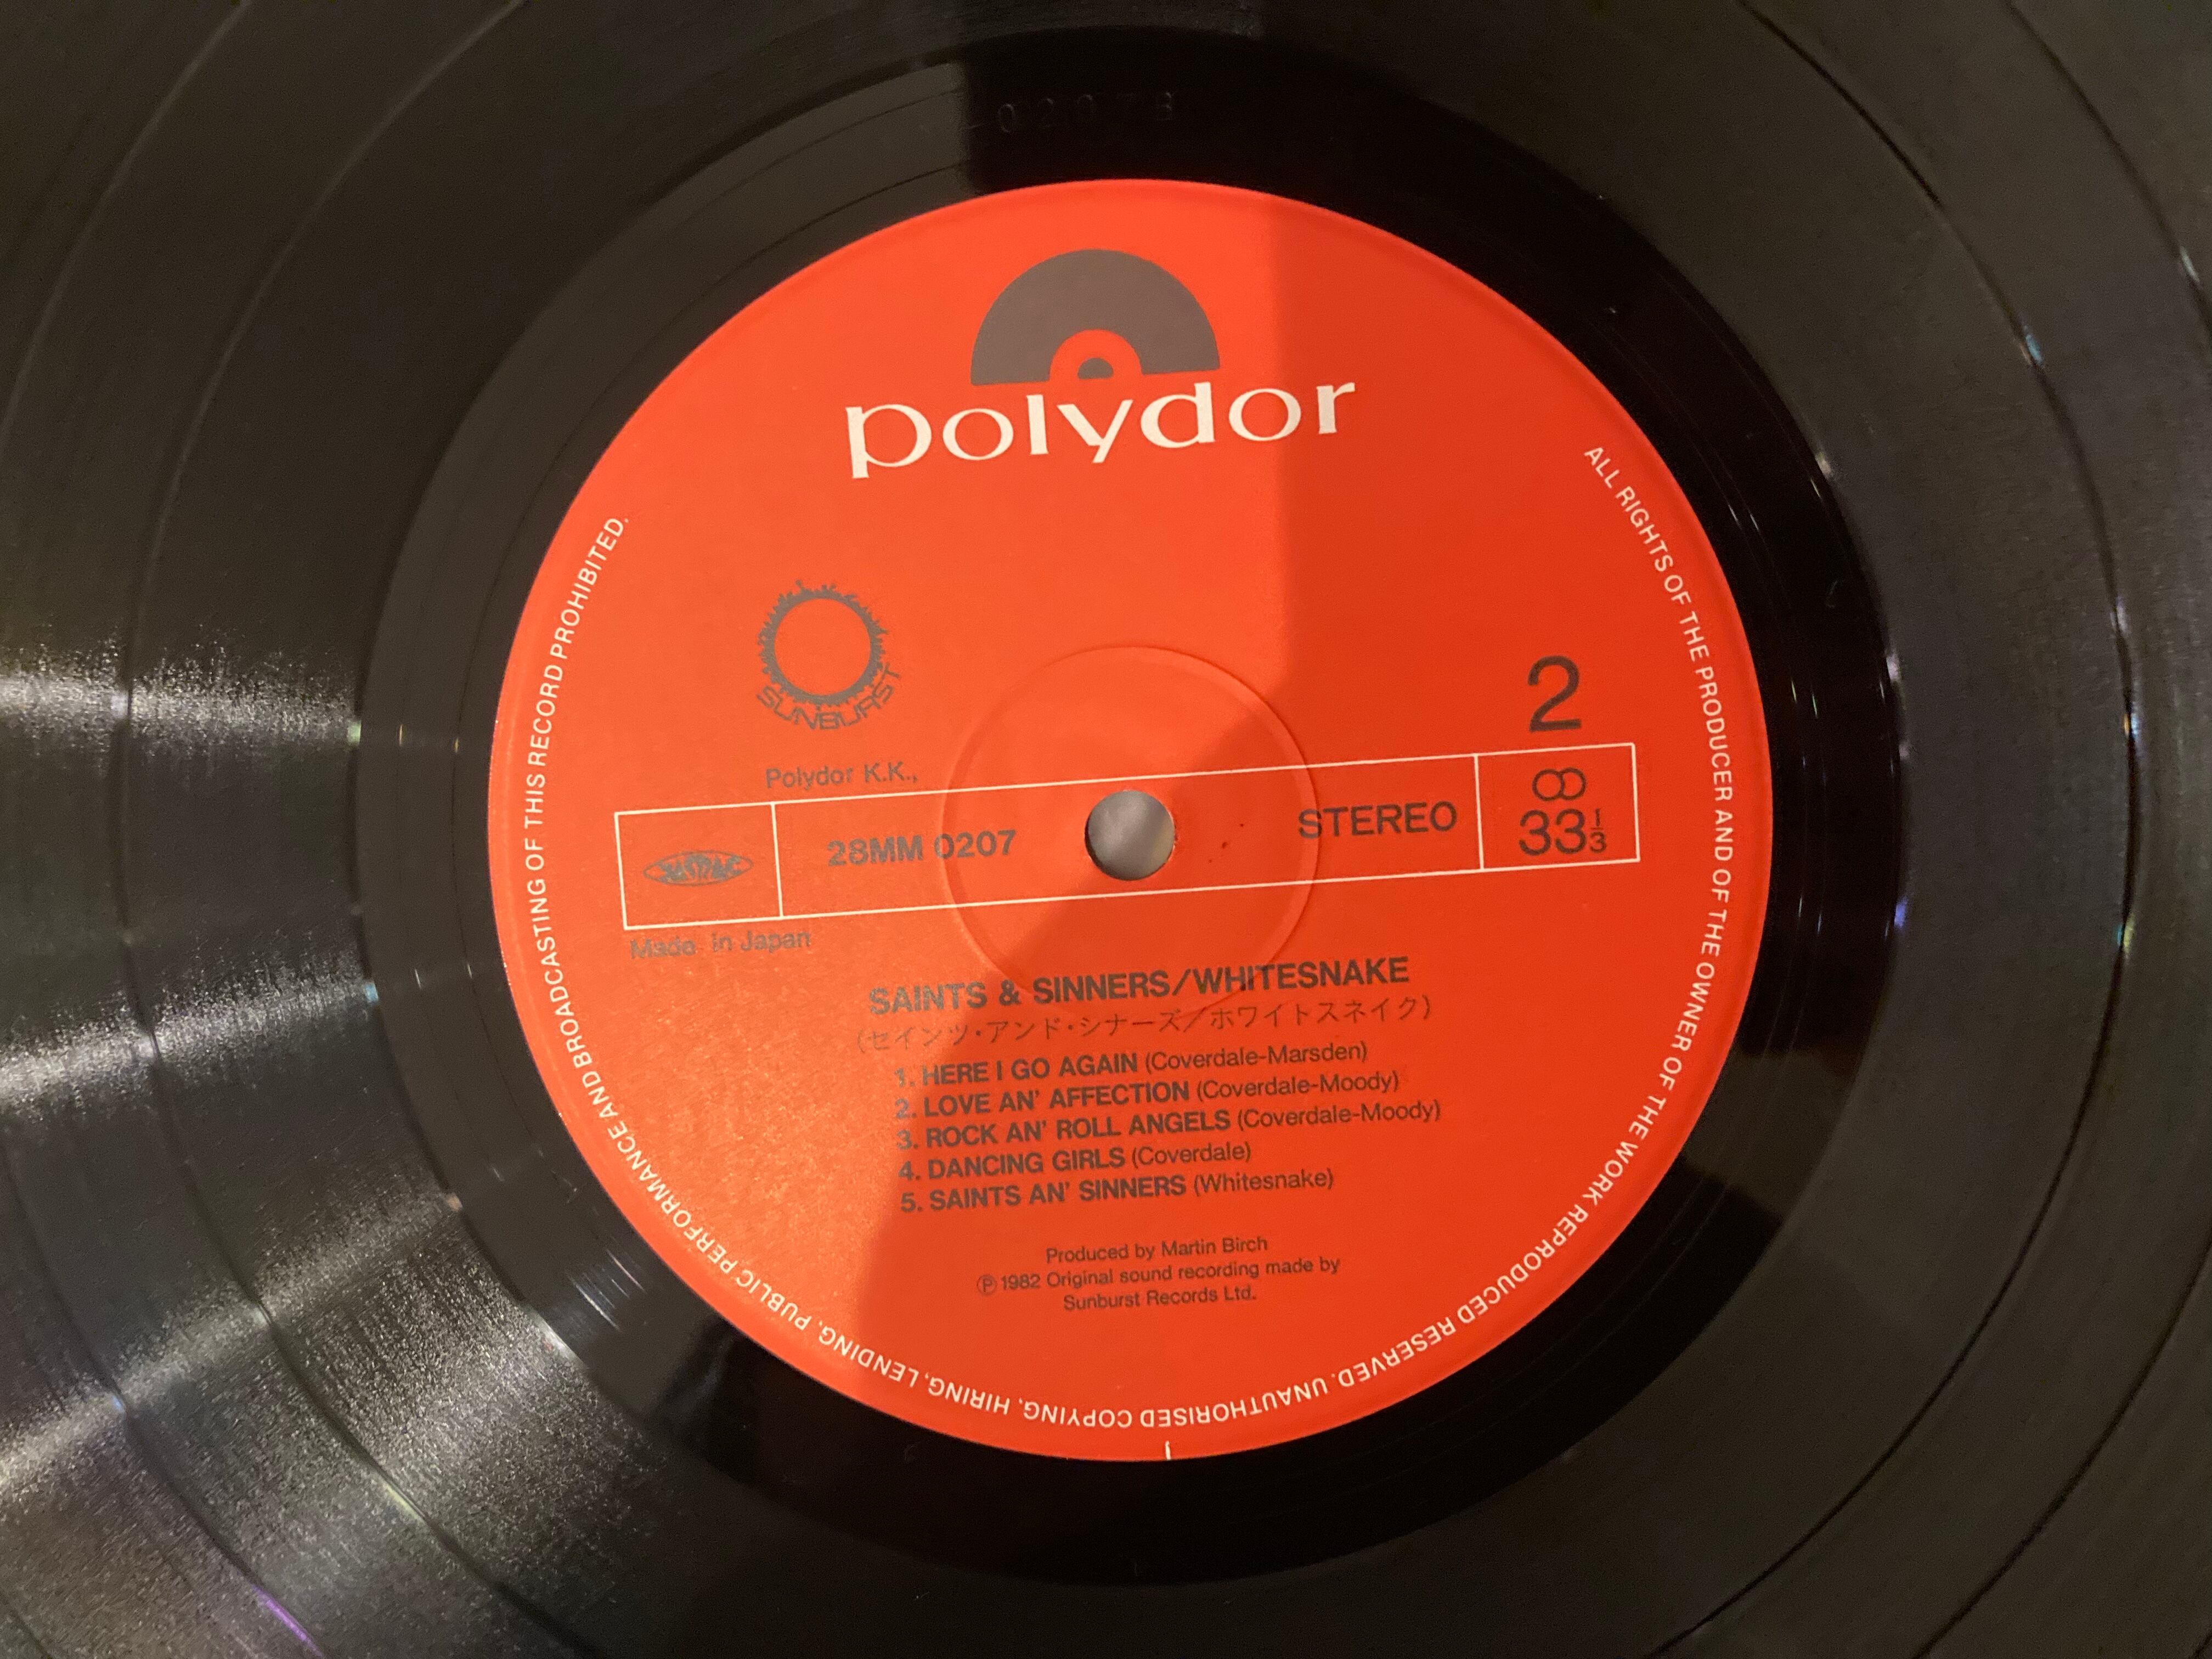 polydor
SUNBURST
2
Polydor K.K.,
JASRAC
28MM 0207
STEREO
33 1/3
Made in Japan
SAINTS & SINNERS/WHITESNAKE
(セインツ・アンド・シナーズ/ホワイトスネイク)
1. HERE I GO AGAIN (Coverdale-Marsden)
2. LOVE AN' AFFECTION (Coverdale-Moody)
3. ROCK AN' ROLL ANGELS (Coverdale-Moody)
4. DANCING GIRLS (Coverdale)
5. SAINTS AN' SINNERS (Whitesnake)
Produced by Martin Birch
Ⓟ1982 Original sound recording made by
Sunburst Records Ltd.
ALL RIGHTS OF THE PRODUCER AND OF THE OWNER OF THE WORK REPRODUCED RESERVED. UNAUTHORISED COPYING, HIRING, LENDING, PUBLIC PERFORMANCE AND BROADCASTING OF THIS RECORD PROHIBITED.